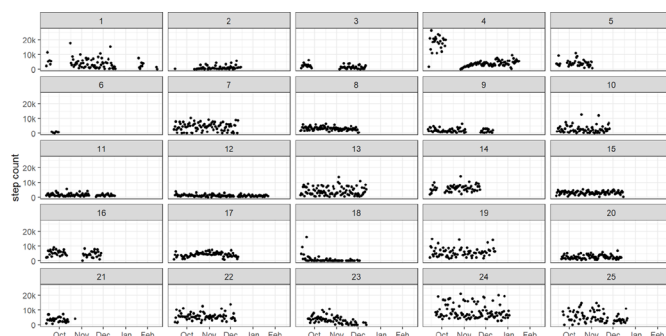 1 2 3 4 5
20k
10k
0
6 7 8 9 10
20k
10k
0
11 12 13 14 15
20k
10k
0
step count
16 17 18 19 20
20k
10k
0
21 22 23 24 25
20k
10k
0
Oct Nov Dec Jan Feb Oct Nov Dec Jan Feb Oct Nov Dec Jan Feb Oct Nov Dec Jan Feb Oct Nov Dec Jan Feb